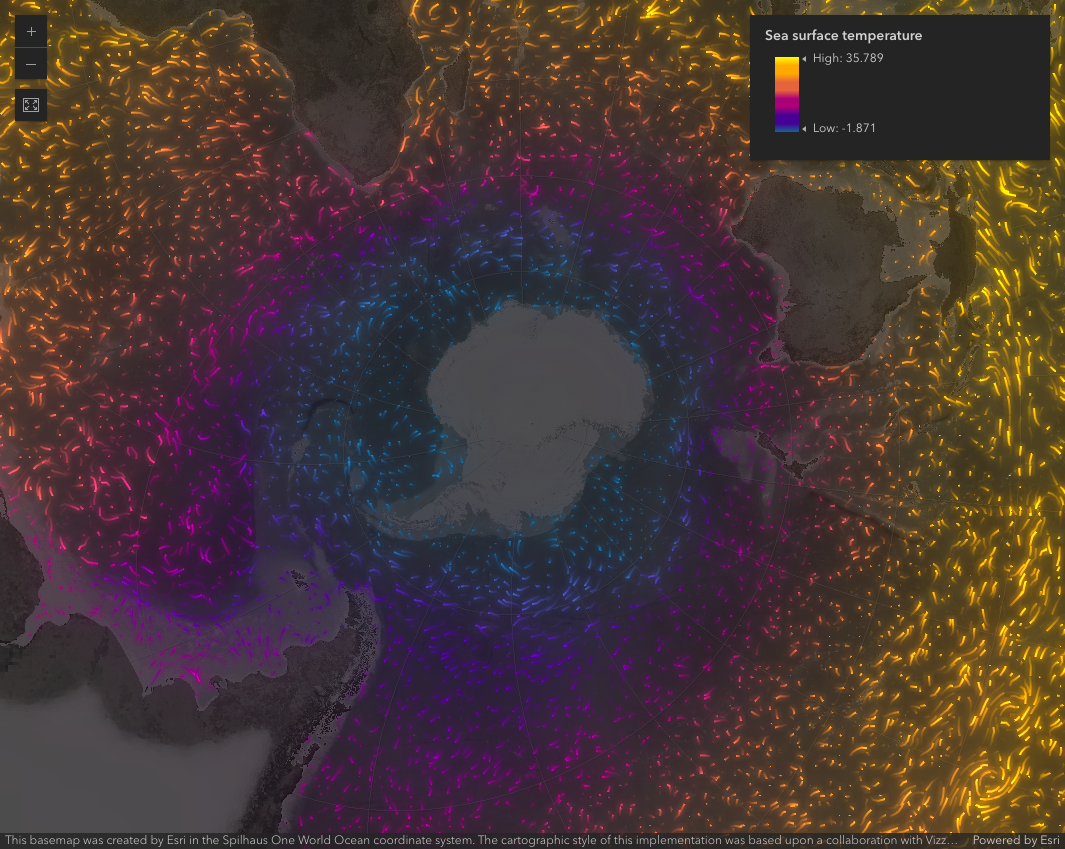 +
−
Sea surface temperature
High: 35.789
Low: -1.871
This basemap was created by Esri in the Spilhaus One World Ocean coordinate system. The cartographic style of this implementation was based upon a collaboration with Vizz…
Powered by Esri